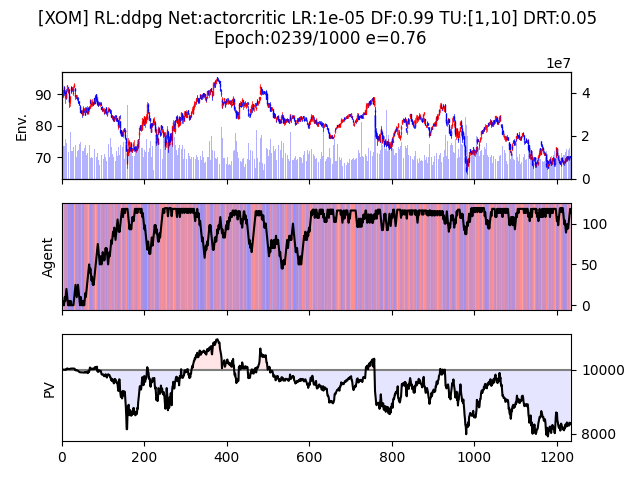 [XOM] RL:ddpg Net:actorcritic LR:1e-05 DF:0.99 TU:[1,10] DRT:0.05
Epoch:0239/1000 e=0.76
1e7
90
80
70
Env.
4
2
0
Agent
100
50
0
PV
10000
8000
0 200 400 600 800 1000 1200